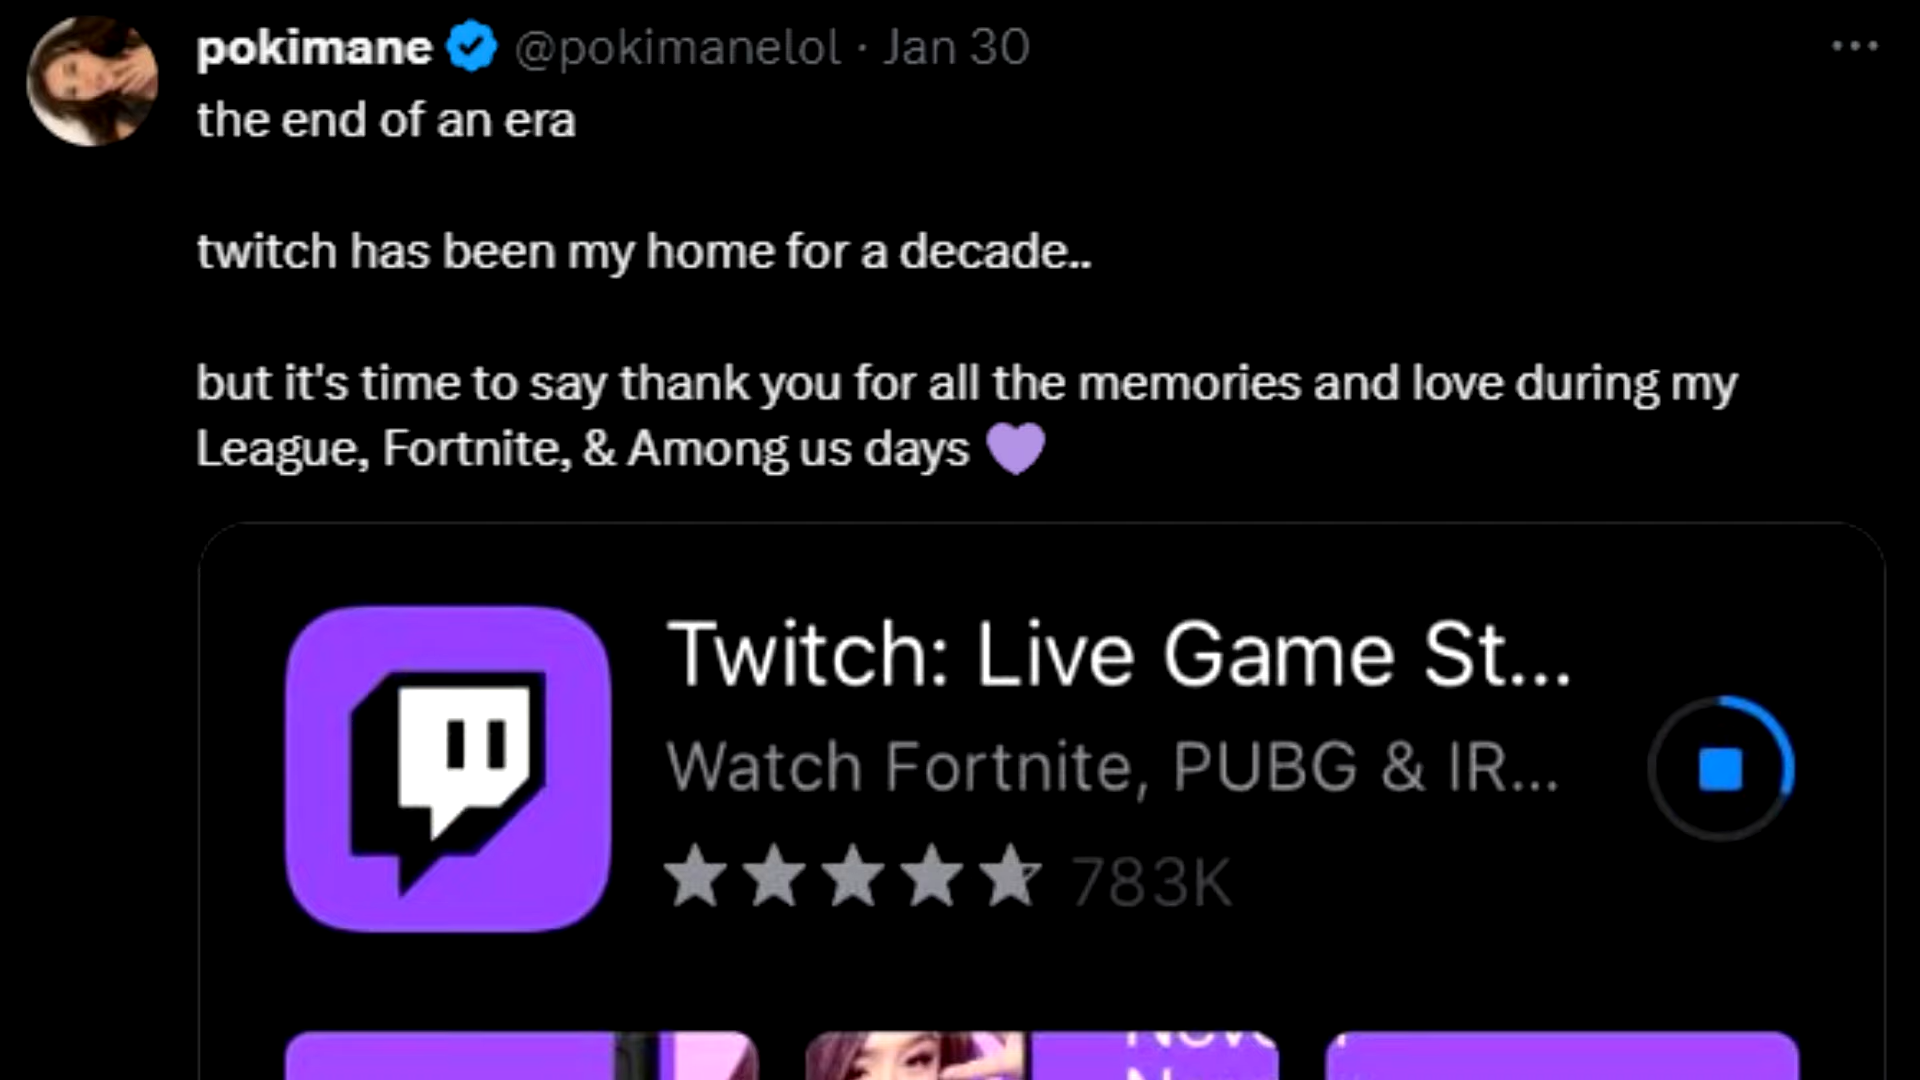 pokimane @pokimanelol · Jan 30
the end of an era
twitch has been my home for a decade..
but it's time to say thank you for all the memories and love during my
League, Fortnite, & Among us days 💜
Twitch: Live Game St...
Watch Fortnite, PUBG & IR...
783K